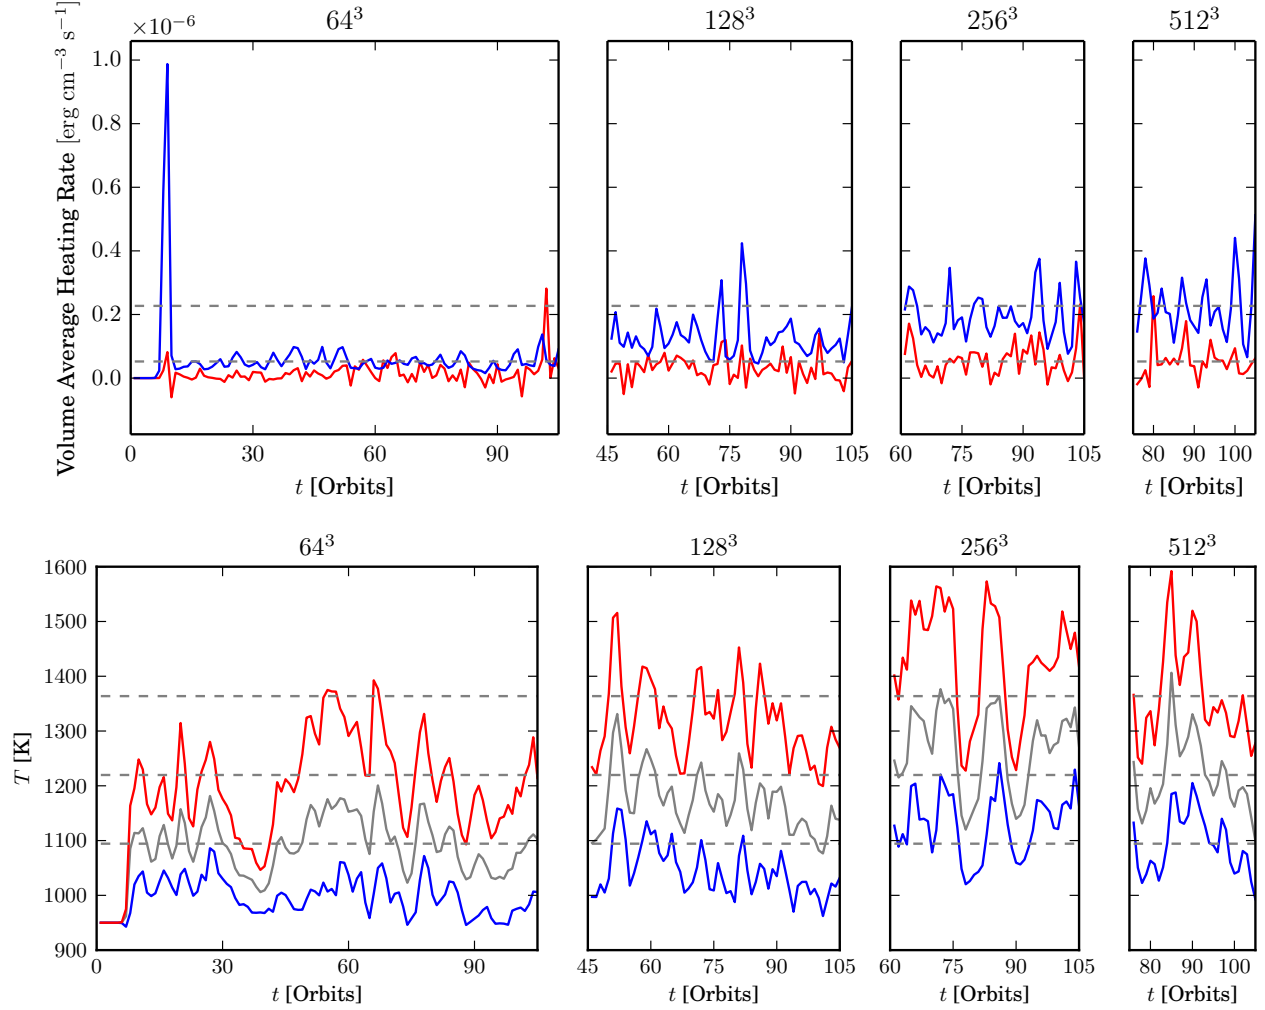 ×10⁻⁶
64³
128³
256³
512³
Volume Average Heating Rate [erg cm⁻³ s⁻¹]
1.0
0.8
0.6
0.4
0.2
0.0
0 30 60 90
45 60 75 90 105
60 75 90 105
80 90 100
t [Orbits]
t [Orbits]
t [Orbits]
t [Orbits]
64³
128³
256³
512³
T [K]
1600
1500
1400
1300
1200
1100
1000
900
0 30 60 90
45 60 75 90 105
60 75 90 105
80 90 100
t [Orbits]
t [Orbits]
t [Orbits]
t [Orbits]